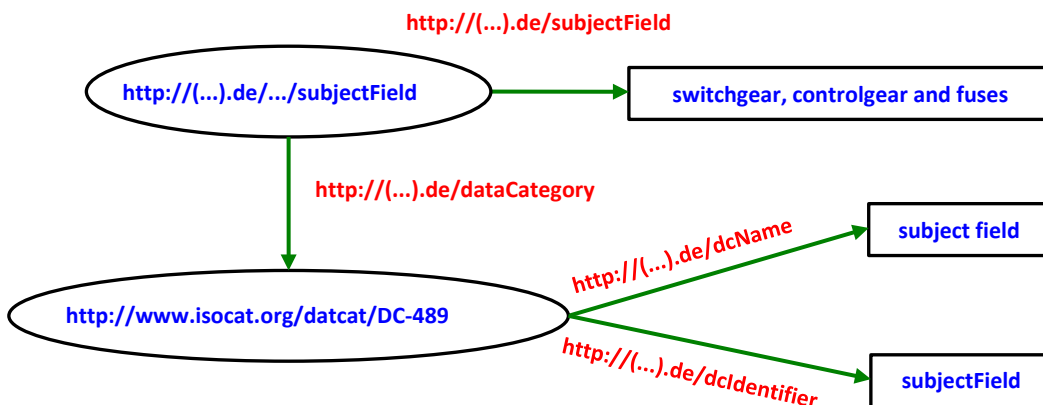 http://(...).de/subjectField
http://(...).de/.../subjectField
switchgear, controlgear and fuses
http://(...).de/dataCategory
http://(...).de/dcName
subject field
http://www.isocat.org/datcat/DC-489
http://(...).de/dcIdentifier
subjectField